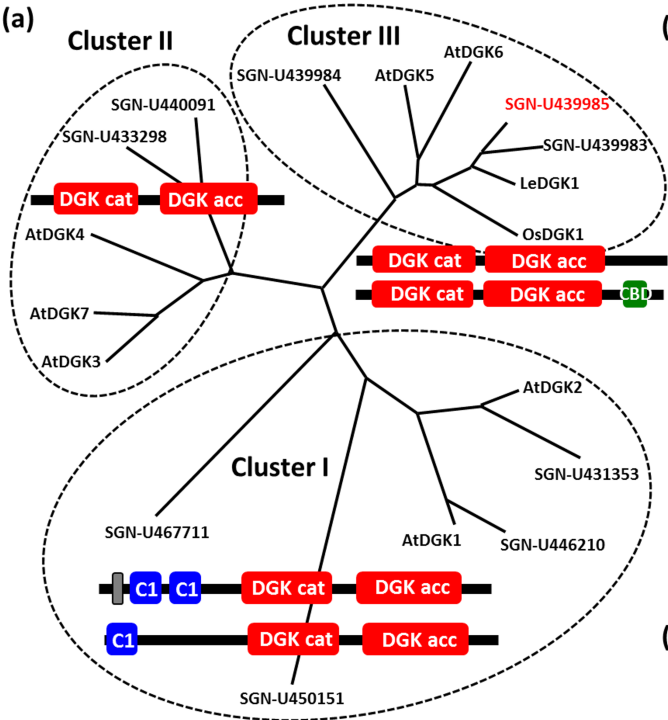 (a)
Cluster II
Cluster III
AtDGK6
SGN-U439984
AtDGK5
SGN-U440091
SGN-U439985
SGN-U433298
SGN-U439983
LeDGK1
DGK cat DGK acc
OsDGK1
AtDGK4
DGK cat DGK acc
DGK cat DGK acc CBD
AtDGK7
AtDGK3
AtDGK2
Cluster I
SGN-U431353
SGN-U467711
AtDGK1
SGN-U446210
C1 C1 DGK cat DGK acc
C1 DGK cat DGK acc
SGN-U450151